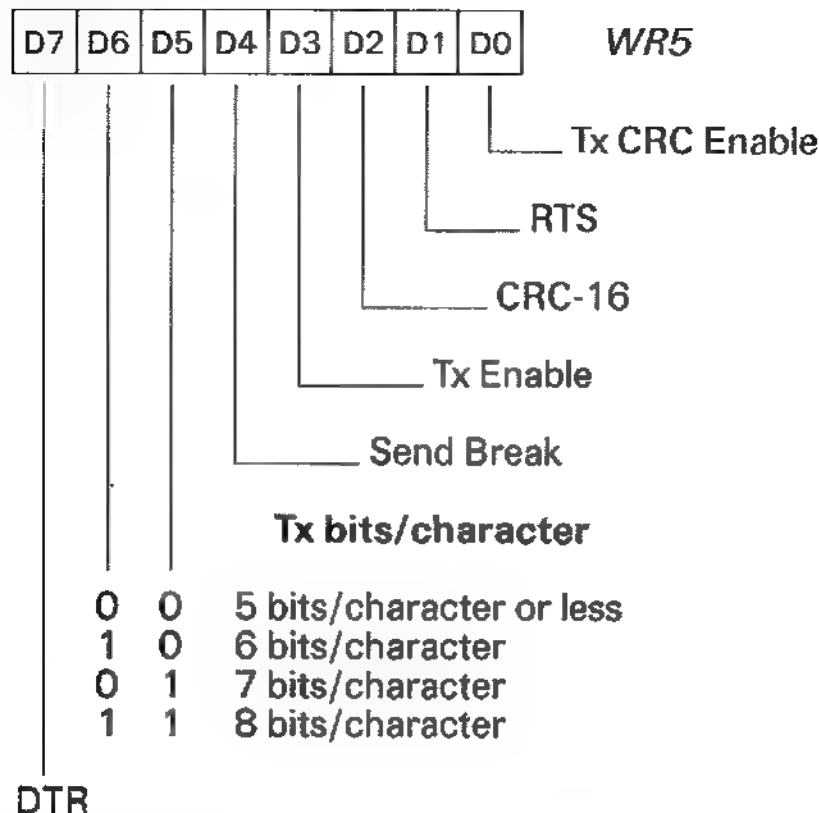 D7 D6 D5 D4 D3 D2 D1 D0 WR5
Tx CRC Enable
RTS
CRC-16
Tx Enable
Send Break
Tx bits/character
0 0 5 bits/character or less
1 0 6 bits/character
0 1 7 bits/character
1 1 8 bits/character
DTR